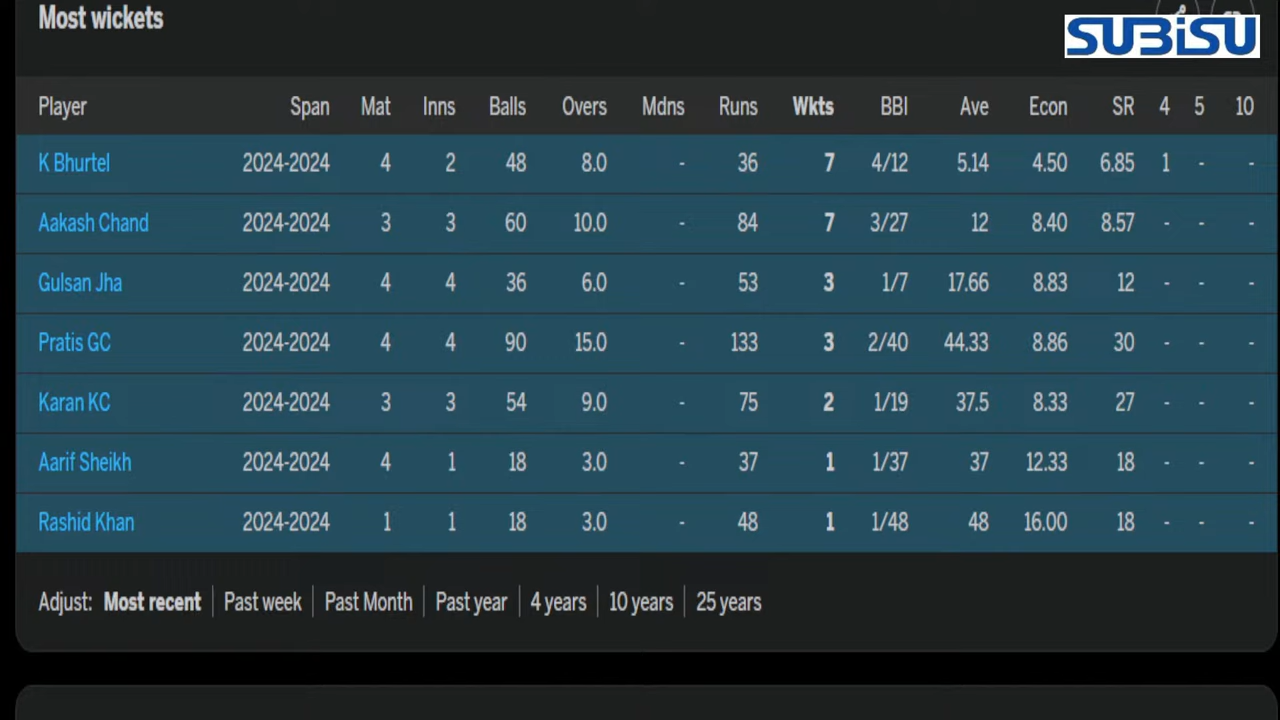 Most wickets
SUBiSU
Player Span Mat Inns Balls Overs Mdns Runs Wkts BBI Ave Econ SR 4 5 10
K Bhurtel 2024-2024 4 2 48 8.0 - 36 7 4/12 5.14 4.50 6.85 1 - -
Aakash Chand 2024-2024 3 3 60 10.0 - 84 7 3/27 12 8.40 8.57 - - -
Gulsan Jha 2024-2024 4 4 36 6.0 - 53 3 1/7 17.66 8.83 12 - - -
Pratis GC 2024-2024 4 4 90 15.0 - 133 3 2/40 44.33 8.86 30 - - -
Karan KC 2024-2024 3 3 54 9.0 - 75 2 1/19 37.5 8.33 27 - - -
Aarif Sheikh 2024-2024 4 1 18 3.0 - 37 1 1/37 37 12.33 18 - - -
Rashid Khan 2024-2024 1 1 18 3.0 - 48 1 1/48 48 16.00 18 - - -
Adjust: Most recent | Past week | Past Month | Past year | 4 years | 10 years | 25 years